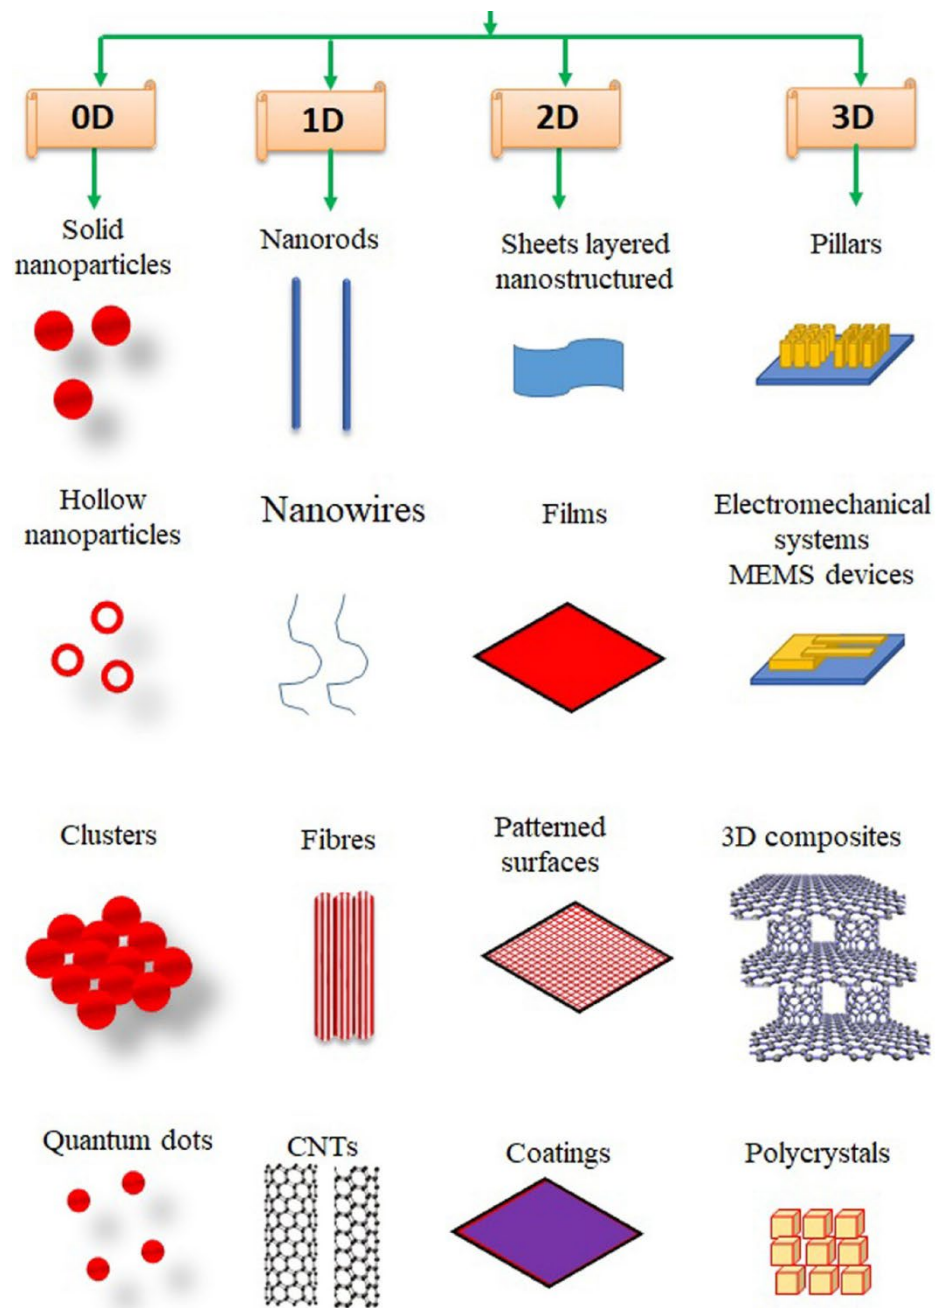 0D
1D
2D
3D
Solid
nanoparticles
Nanorods
Sheets layered
nanostructured
Pillars
Hollow
nanoparticles
Nanowires
Films
Electromechanical
systems
MEMS devices
Clusters
Fibres
Patterned
surfaces
3D composites
Quantum dots
CNTs
Coatings
Polycrystals